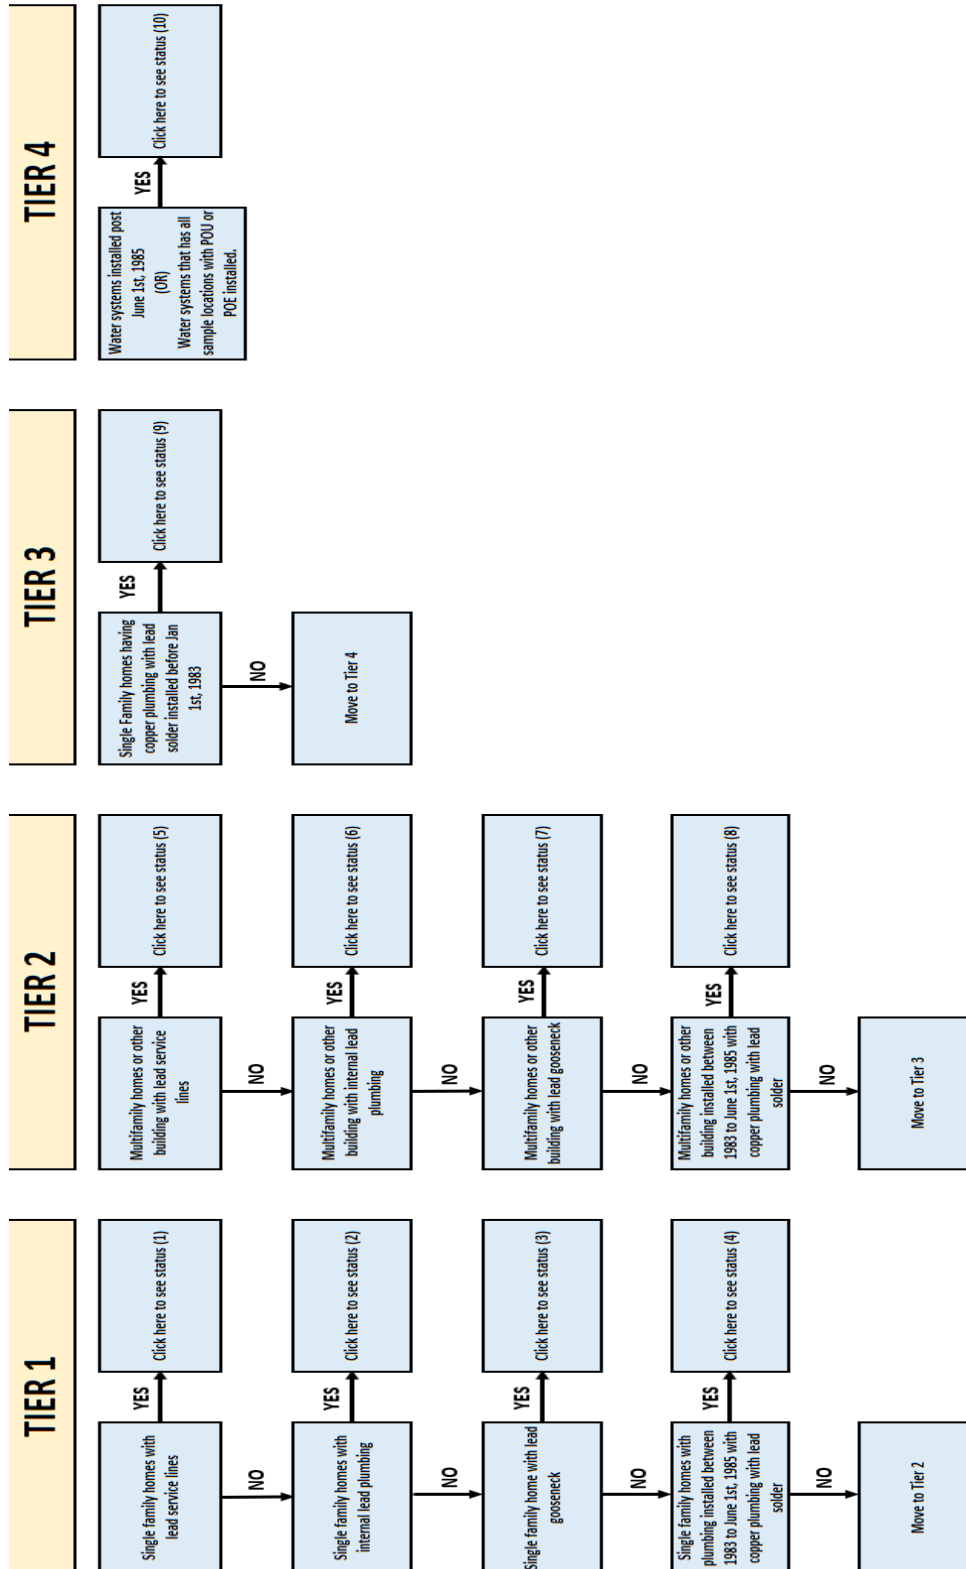 TIER 1
Single family homes with
lead service lines
YES
Click here to see status (1)
NO
Single family homes with
internal lead plumbing
YES
Click here to see status (2)
NO
Single family home with lead
gooseneck
YES
Click here to see status (3)
NO
Single family homes with
plumbing installed between
1983 to June 1st, 1985 with
copper plumbing with lead
solder
YES
Click here to see status (4)
NO
Move to Tier 2
TIER 2
Multifamily homes or other
building with lead service
lines
YES
Click here to see status (5)
NO
Multifamily homes or other
building with internal lead
plumbing
YES
Click here to see status (6)
NO
Multifamily homes or other
building with lead gooseneck
YES
Click here to see status (7)
NO
Multifamily homes or other
building installed between
1983 to June 1st, 1985 with
copper plumbing with lead
solder
YES
Click here to see status (8)
NO
Move to Tier 3
TIER 3
Single Family homes having
copper plumbing with lead
solder installed before Jan
1st, 1983
YES
Click here to see status (9)
NO
Move to Tier 4
TIER 4
Water systems installed post
June 1st, 1985
(OR)
Water systems that has all
sample locations with POU or
POE installed.
YES
Click here to see status (10)